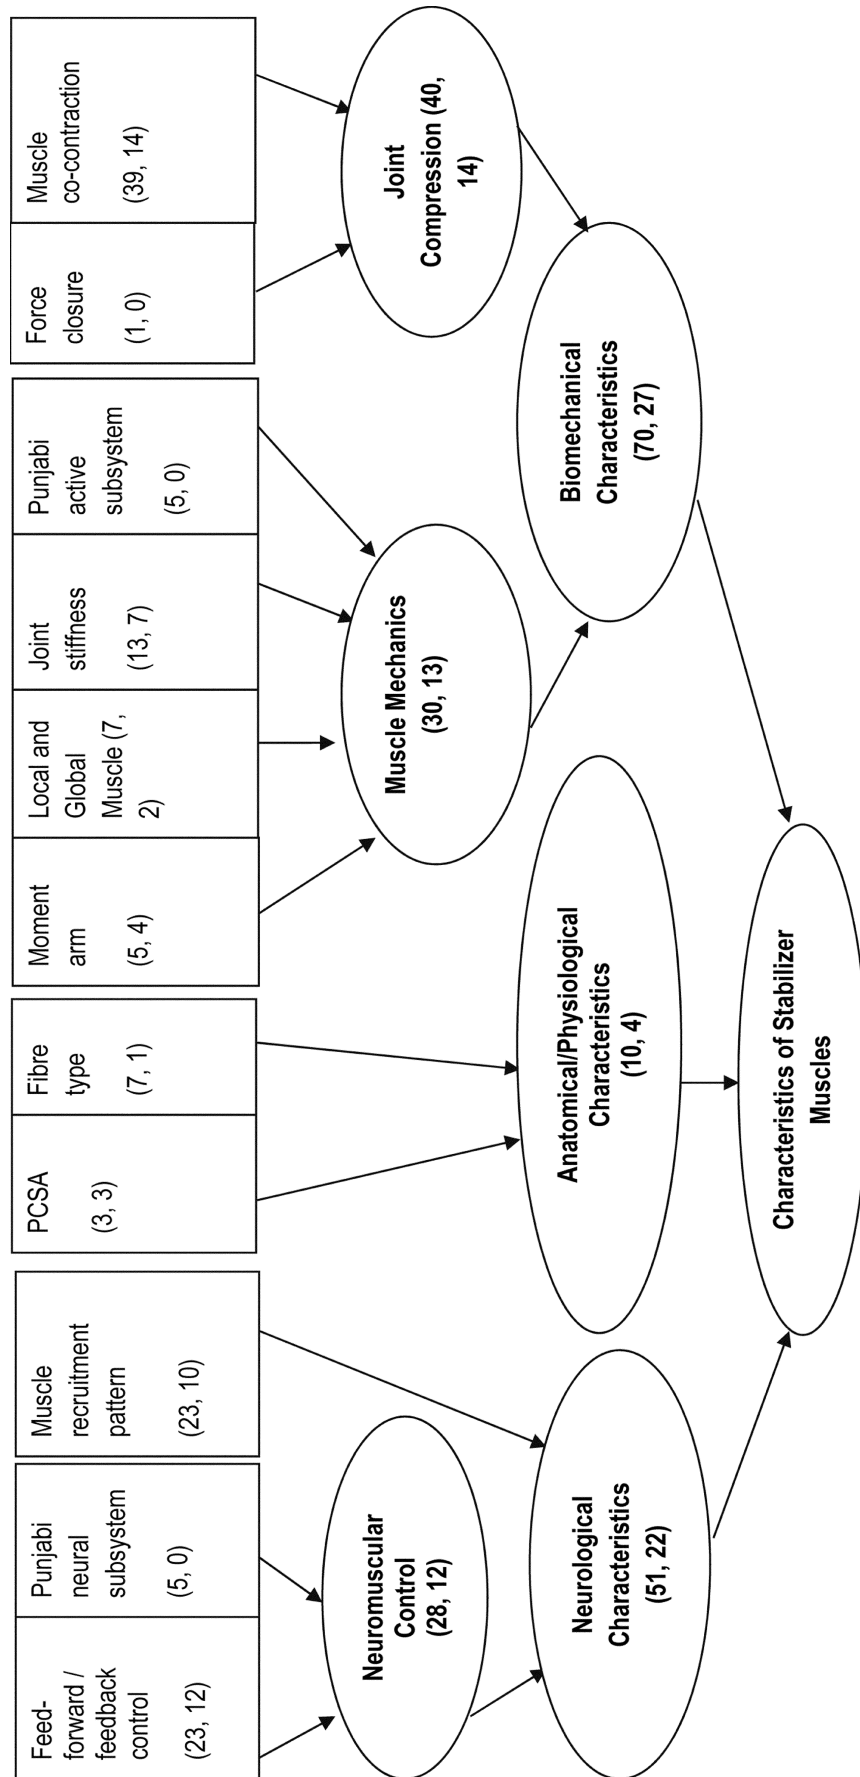 Feed-
forward /
feedback
control
(23, 12)
Punjabi
neural
subsystem
(5, 0)
Muscle
recruitment
pattern
(23, 10)
PCSA
(3, 3)
Fibre
type
(7, 1)
Moment
arm
(5, 4)
Local and
Global
Muscle (7,
2)
Joint
stiffness
(13, 7)
Punjabi
active
subsystem
(5, 0)
Force
closure
(1, 0)
Muscle
co-contraction
(39, 14)
Neuromuscular
Control
(28, 12)
Muscle Mechanics
(30, 13)
Joint
Compression (40,
14)
Neurological
Characteristics
(51, 22)
Anatomical/Physiological
Characteristics
(10, 4)
Biomechanical
Characteristics
(70, 27)
Characteristics of Stabilizer
Muscles